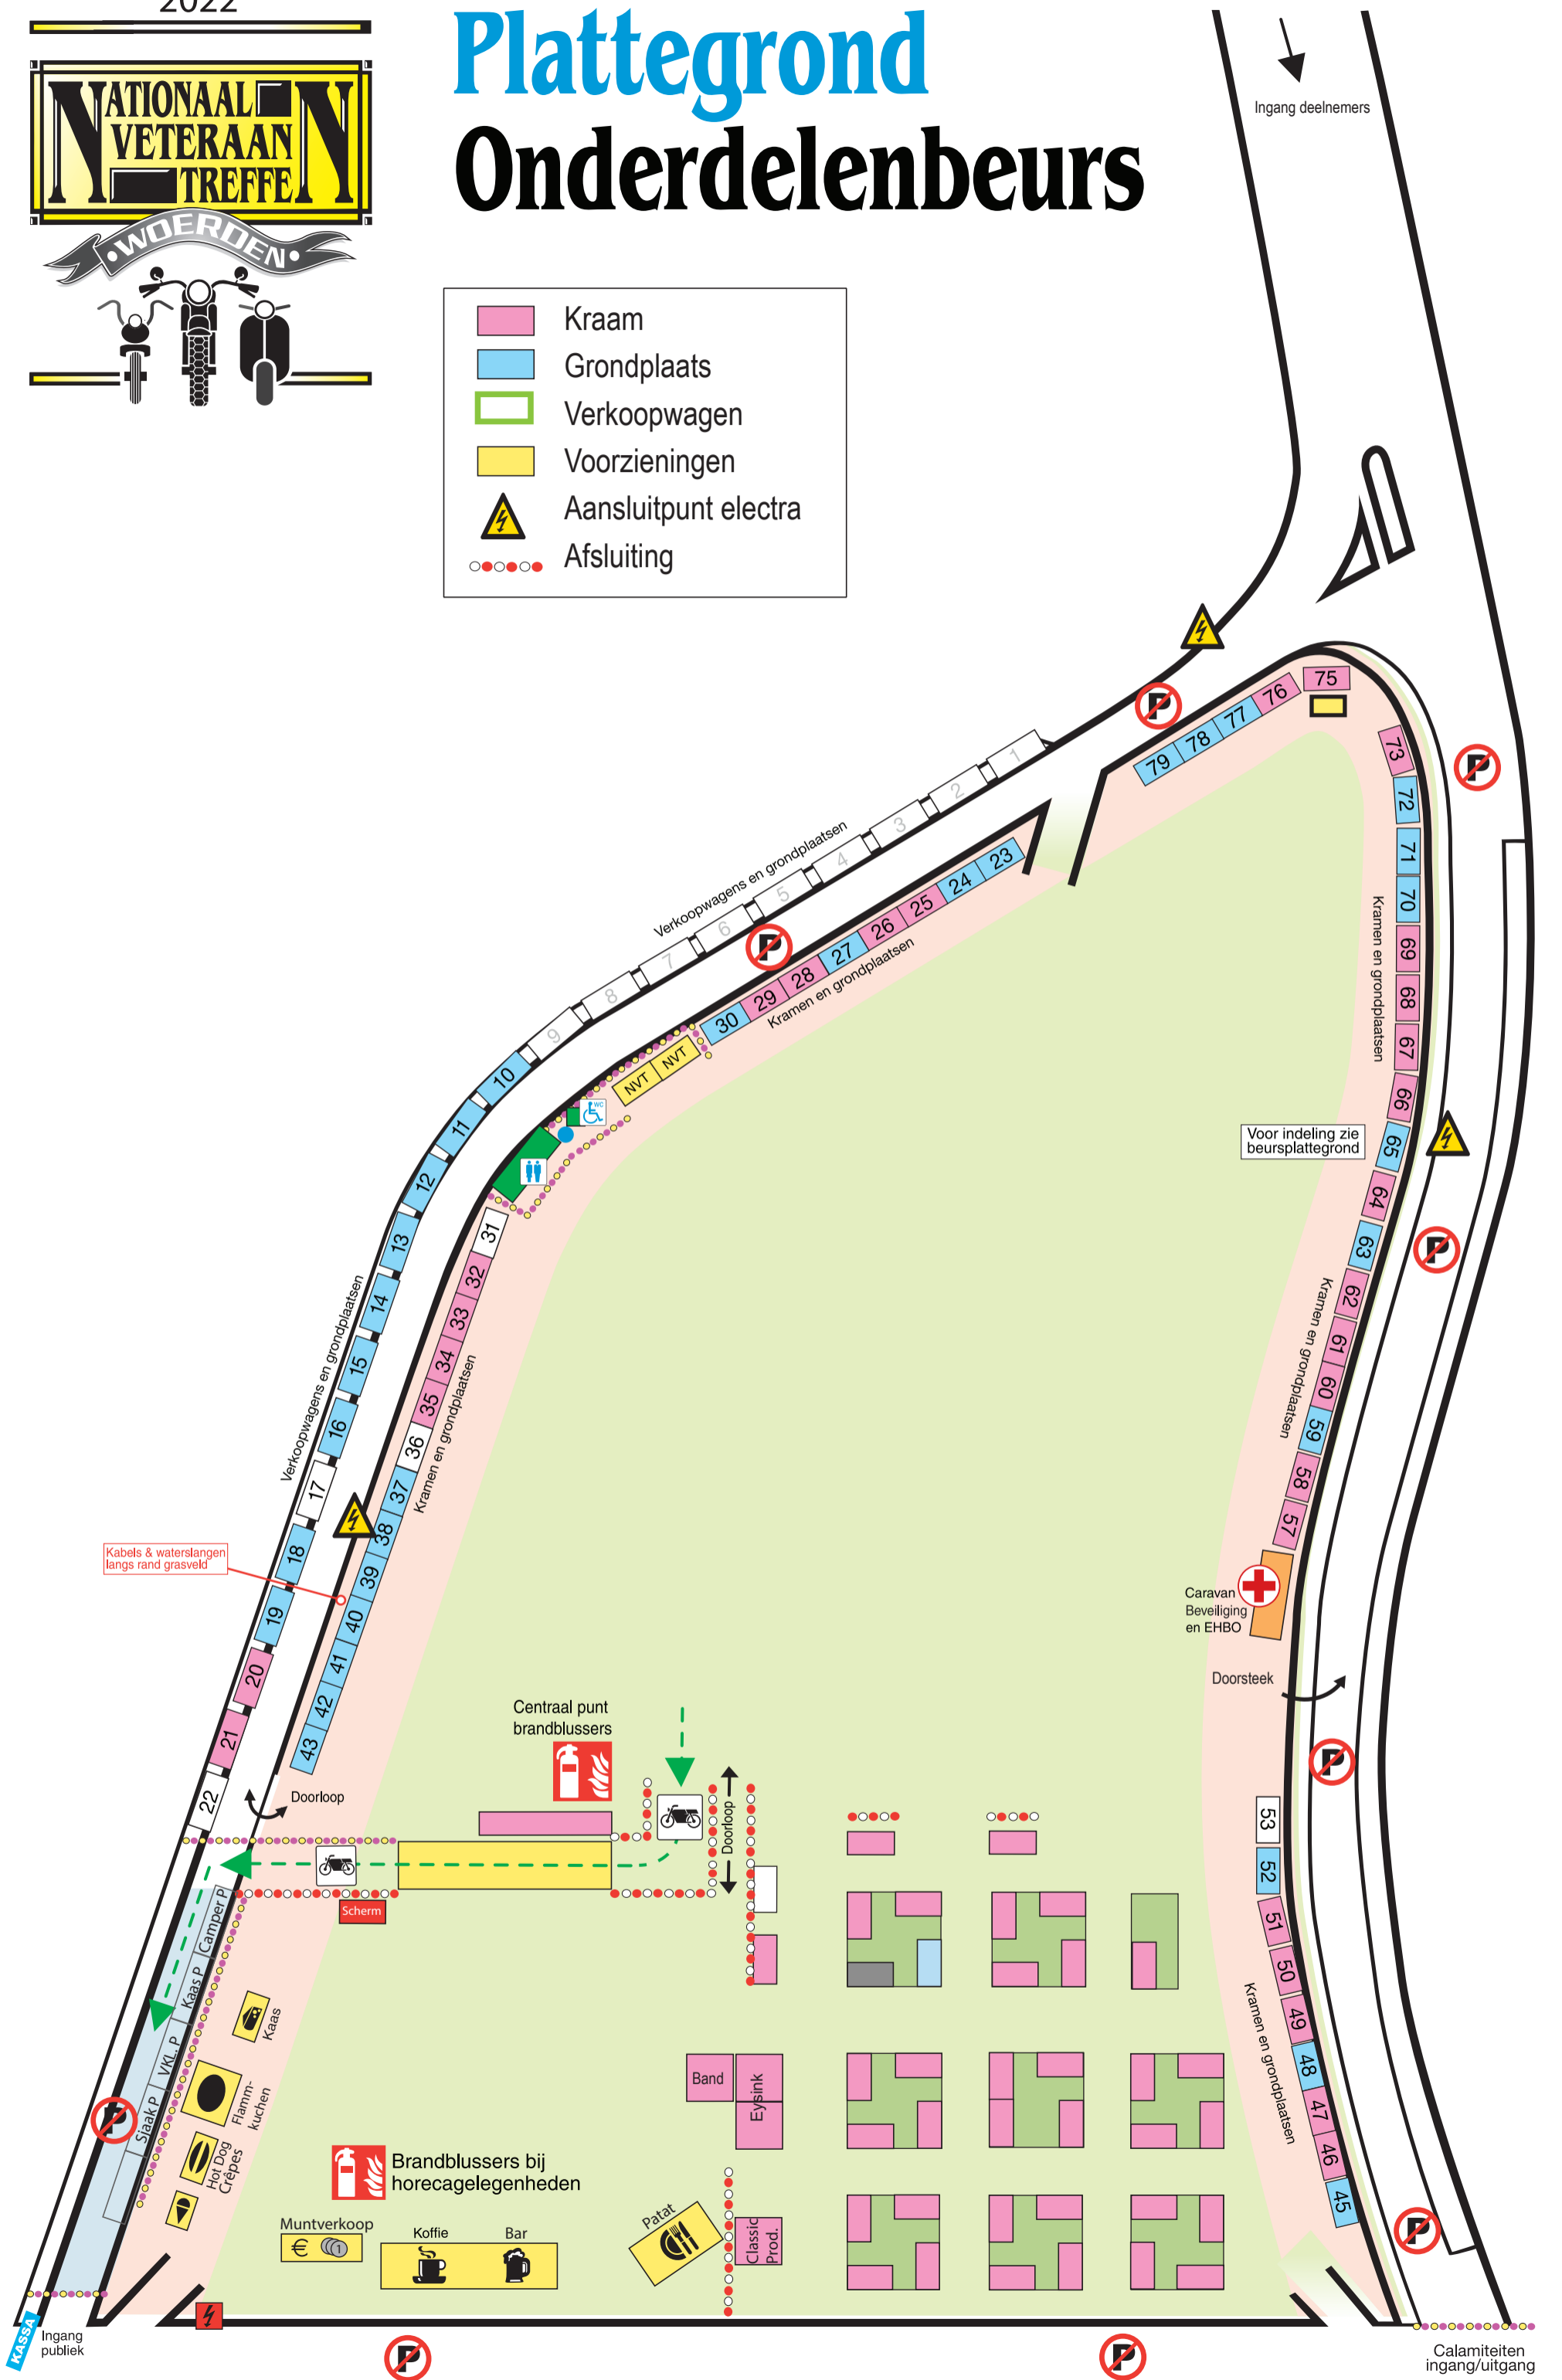 2022
NATIONAAL
VETERAAN
TREFFEN
•WOERDEN•
Plattegrond
Onderdelenbeurs
Kraam
Grondplaats
Verkoopwagen
Voorzieningen
Aansluitpunt electra
Afsluiting
Ingang deelnemers
75
76
77
78
79
73
72
71
70
69
68
67
66
65
64
63
62
61
60
59
58
57
Kramen en grondplaatsen
Kramen en grondplaatsen
Voor indeling zie
beursplattegrond
P
P
P
P
P
P
P
P
P
P
1
2
3
4
5
6
7
8
9
10
11
12
13
14
15
16
17
18
19
20
21
22
Verkoopwagens en grondplaatsen
Verkoopwagens en grondplaatsen
23
24
25
26
27
28
29
30
Kramen en grondplaatsen
NVT
NVT
WC
31
32
33
34
35
36
37
38
39
40
41
42
43
Kramen en grondplaatsen
Kabels & waterslangen
langs rand grasveld
Caravan
Beveiliging
en EHBO
Doorsteek
Centraal punt
brandblussers
Doorloop
Doorloop
Scherm
53
52
51
50
49
48
47
46
45
Kramen en grondplaatsen
Camper P
Kaas P
VKL. P
Sjaak P
Kaas
Flamm-
kuchen
Hot Dog
Crêpes
Band
Eysink
Brandblussers bij
horecagelegenheden
Muntverkoop
€ 1
Koffie
Bar
Patat
Classic
Prod.
KASSA
Ingang
publiek
Calamiteiten
ingang/uitgang